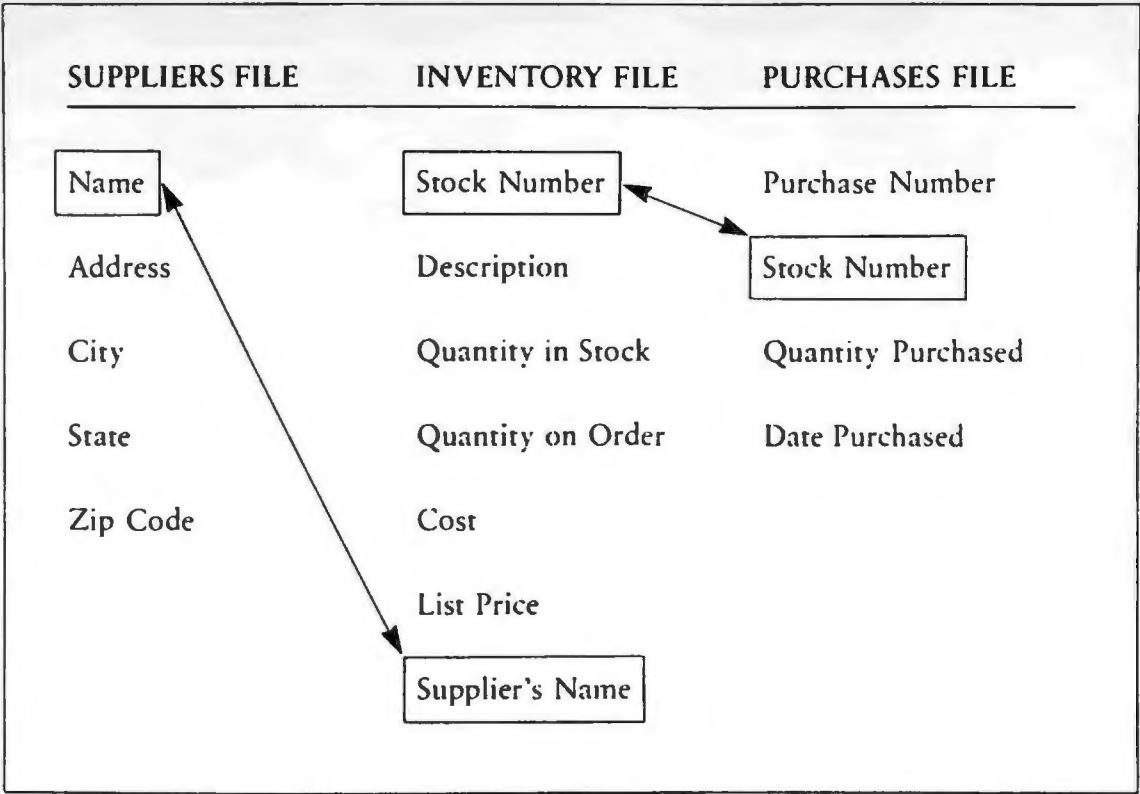 SUPPLIERS FILE INVENTORY FILE PURCHASES FILE
Name Stock Number Purchase Number
Address Description Stock Number
City Quantity in Stock Quantity Purchased
State Quantity on Order Date Purchased
Zip Code Cost
List Price
Supplier's Name